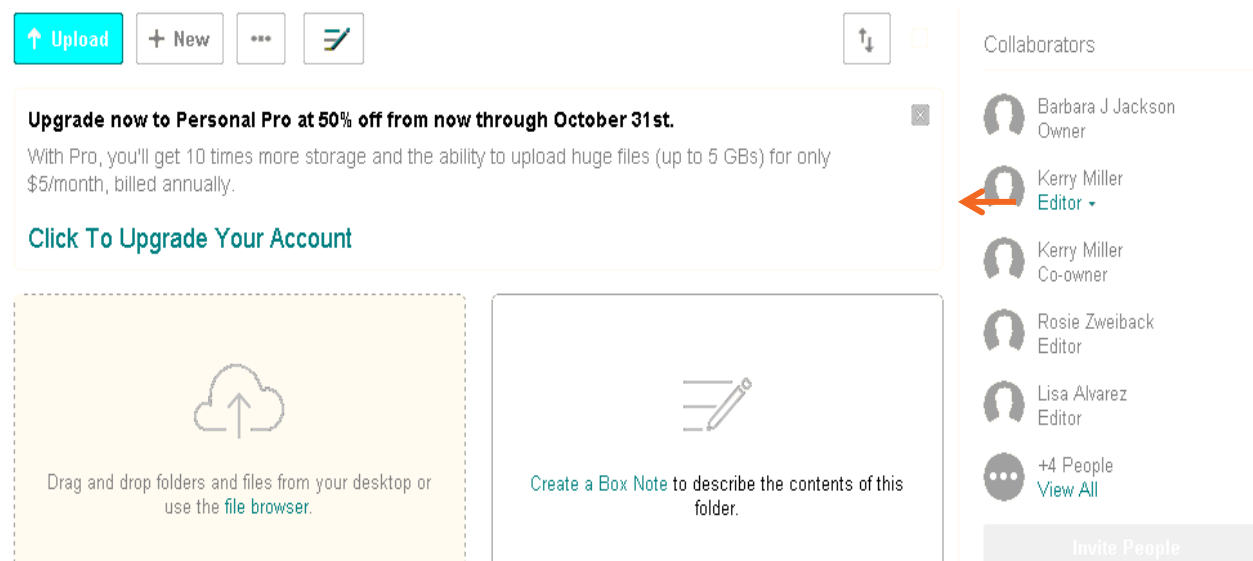 Upload
+ New
Upgrade now to Personal Pro at 50% off from now through October 31st.
With Pro, you'll get 10 times more storage and the ability to upload huge files (up to 5 GBs) for only
$5/month, billed annually.
Click To Upgrade Your Account
Drag and drop folders and files from your desktop or
use the file browser.
Create a Box Note to describe the contents of this
folder.
Collaborators
Barbara J Jackson
Owner
Kerry Miller
Editor
Kerry Miller
Co-owner
Rosie Zweiback
Editor
Lisa Alvarez
Editor
+4 People
View All
Invite People